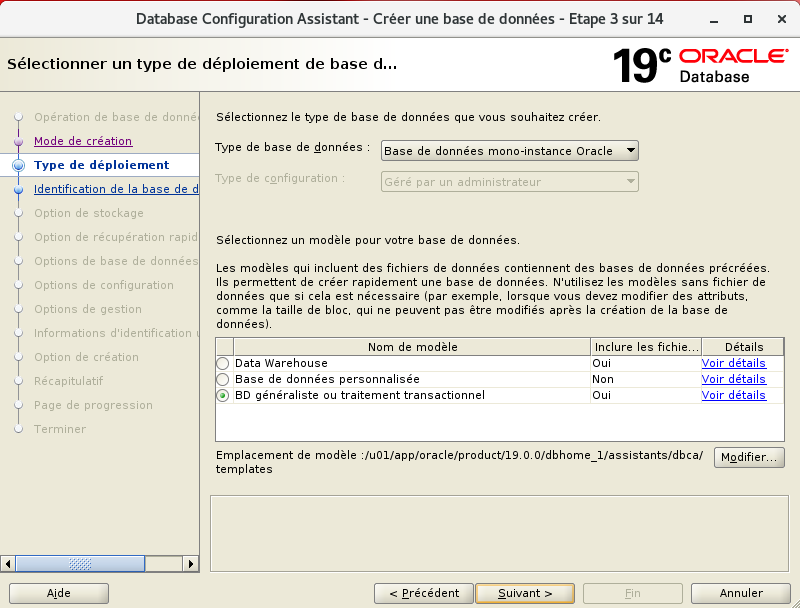 Database Configuration Assistant - Créer une base de données - Etape 3 sur 14
Sélectionner un type de déploiement de base d...
19c ORACLE
Database
Opération de base de donné
Mode de création
Type de déploiement
Identification de la base de d
Option de stockage
Option de récupération rapid
Options de base de données
Options de configuration
Options de gestion
Informations d'identification u
Option de création
Récapitulatif
Page de progression
Terminer
Sélectionnez le type de base de données que vous souhaitez créer.
Type de base de données : Base de données mono-instance Oracle
Type de configuration : Géré par un administrateur
Sélectionnez un modèle pour votre base de données.
Les modèles qui incluent des fichiers de données contiennent des bases de données précréées.
Ils permettent de créer rapidement une base de données. N'utilisez les modèles sans fichier de
données que si cela est nécessaire (par exemple, lorsque vous devez modifier des attributs,
comme la taille de bloc, qui ne peuvent pas être modifiés après la création de la base de
données).
Nom de modèle Inclure les fichie... Détails
Data Warehouse Oui Voir détails
Base de données personnalisée Non Voir détails
BD généraliste ou traitement transactionnel Oui Voir détails
Emplacement de modèle :/u01/app/oracle/product/19.0.0/dbhome_1/assistants/dbca/
templates
Modifier...
Aide < Précédent Suivant > Fin Annuler